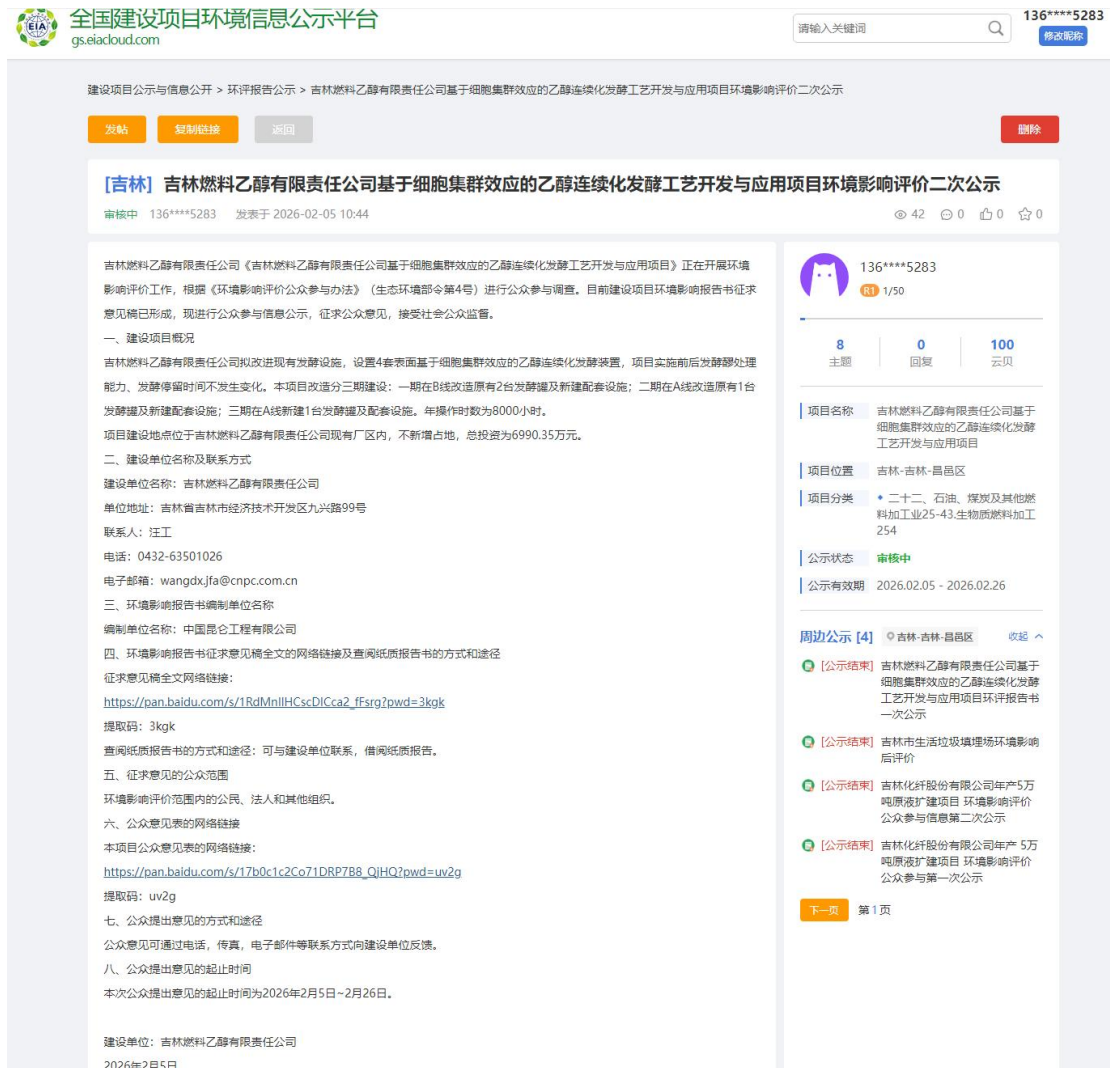 EIA
全国建设项目环境信息公示平台
gs.eiacloud.com
请输入关键词
136****5283
修改昵称
建设项目公示与信息公开 > 环评报告公示 > 吉林燃料乙醇有限责任公司基于细胞集群效应的乙醇连续化发酵工艺开发与应用项目环境影响评价二次公示
发帖
复制链接
返回
删除
[吉林] 吉林燃料乙醇有限责任公司基于细胞集群效应的乙醇连续化发酵工艺开发与应用项目环境影响评价二次公示
审核中 136****5283 发表于 2026-02-05 10:44
42 0 0 0
吉林燃料乙醇有限责任公司《吉林燃料乙醇有限责任公司基于细胞集群效应的乙醇连续化发酵工艺开发与应用项目》正在开展环境
影响评价工作，根据《环境影响评价公众参与办法》（生态环境部令第4号）进行公众参与调查。目前建设项目环境影响报告书征求
意见稿已形成，现进行公众参与信息公示，征求公众意见，接受社会公众监督。
一、建设项目概况
吉林燃料乙醇有限责任公司拟改进现有发酵设施，设置4套表面基于细胞集群效应的乙醇连续化发酵装置，项目实施前后发酵醪处理
能力、发酵停留时间不发生变化。本项目改造分三期建设：一期在B线改造原有2台发酵罐及新建配套设施；二期在A线改造原有1台
发酵罐及新建配套设施；三期在A线新建1台发酵罐及配套设施。年操作时数为8000小时。
项目建设地点位于吉林燃料乙醇有限责任公司现有厂区内，不新增占地，总投资为6990.35万元。
二、建设单位名称及联系方式
建设单位名称：吉林燃料乙醇有限责任公司
单位地址：吉林省吉林市经济技术开发区九兴路99号
联系人：汪工
电话：0432-63501026
电子邮箱：wangdx.jfa@cnpc.com.cn
三、环境影响报告书编制单位名称
编制单位名称：中国昆仑工程有限公司
四、环境影响报告书征求意见稿全文的网络链接及查阅纸质报告书的方式和途径
征求意见稿全文网络链接：
https://pan.baidu.com/s/1RdMnIlHCscDICca2_fFsrg?pwd=3kgk
提取码：3kgk
查阅纸质报告书的方式和途径：可与建设单位联系，借阅纸质报告。
五、征求意见的公众范围
环境影响评价范围内的公民、法人和其他组织。
六、公众意见表的网络链接
本项目公众意见表的网络链接：
https://pan.baidu.com/s/17b0c1c2Co71DRP7B8_QjHQ?pwd=uv2g
提取码：uv2g
七、公众提出意见的方式和途径
公众意见可通过电话，传真，电子邮件等联系方式向建设单位反馈。
八、公众提出意见的起止时间
本次公众提出意见的起止时间为2026年2月5日~2月26日。
建设单位：吉林燃料乙醇有限责任公司
2026年2月5日
136****5283
R1 1/50
8 0 100
主题 回复 云贝
项目名称 吉林燃料乙醇有限责任公司基于
细胞集群效应的乙醇连续化发酵
工艺开发与应用项目
项目位置 吉林-吉林-昌邑区
项目分类 二十二、石油、煤炭及其他燃
料加工业25-43.生物质燃料加工
254
公示状态 审核中
公示有效期 2026.02.05 - 2026.02.26
周边公示 [4] 吉林-吉林-昌邑区 收起
[公示结束] 吉林燃料乙醇有限责任公司基于
细胞集群效应的乙醇连续化发酵
工艺开发与应用项目环评报告书
一次公示
[公示结束] 吉林市生活垃圾填埋场环境影响
后评价
[公示结束] 吉林化纤股份有限公司年产5万
吨原液扩建项目 环境影响评价
公众参与信息第二次公示
[公示结束] 吉林化纤股份有限公司年产 5万
吨原液扩建项目 环境影响评价
公众参与第一次公示
下一页 第1页